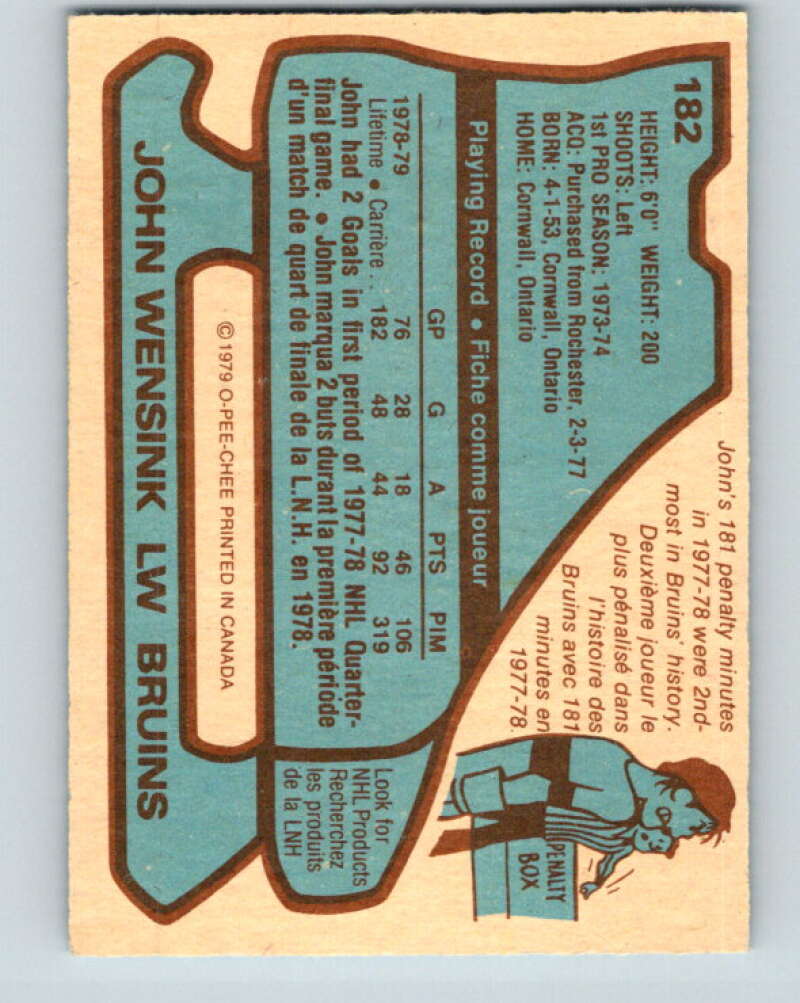 182
HEIGHT: 6'0" WEIGHT: 200
SHOOTS: Left
1st PRO SEASON: 1973-74
ACQ: Purchased from Rochester, 2-3-77
BORN: 4-1-53, Cornwall, Ontario
HOME: Cornwall, Ontario
John's 181 penalty minutes
in 1977-78 were 2nd-
most in Bruins' history.
Deuxième joueur le
plus pénalisé dans
l'histoire des
Bruins avec 181
minutes en
1977-78.
PENALTY
BOX
Playing Record • Fiche comme joueur
GP G A PTS PIM
1978-79 76 28 18 46 106
Lifetime • Carrière . . 182 48 44 92 319
John had 2 Goals in first period of 1977-78 NHL Quarter-
final game. • John marqua 2 buts durant la première période
d'un match de quart de finale de la L.N.H. en 1978.
Look for
NHL Products
Recherchez
les produits
de la LNH
© 1979 O-PEE-CHEE PRINTED IN CANADA
JOHN WENSINK LW BRUINS